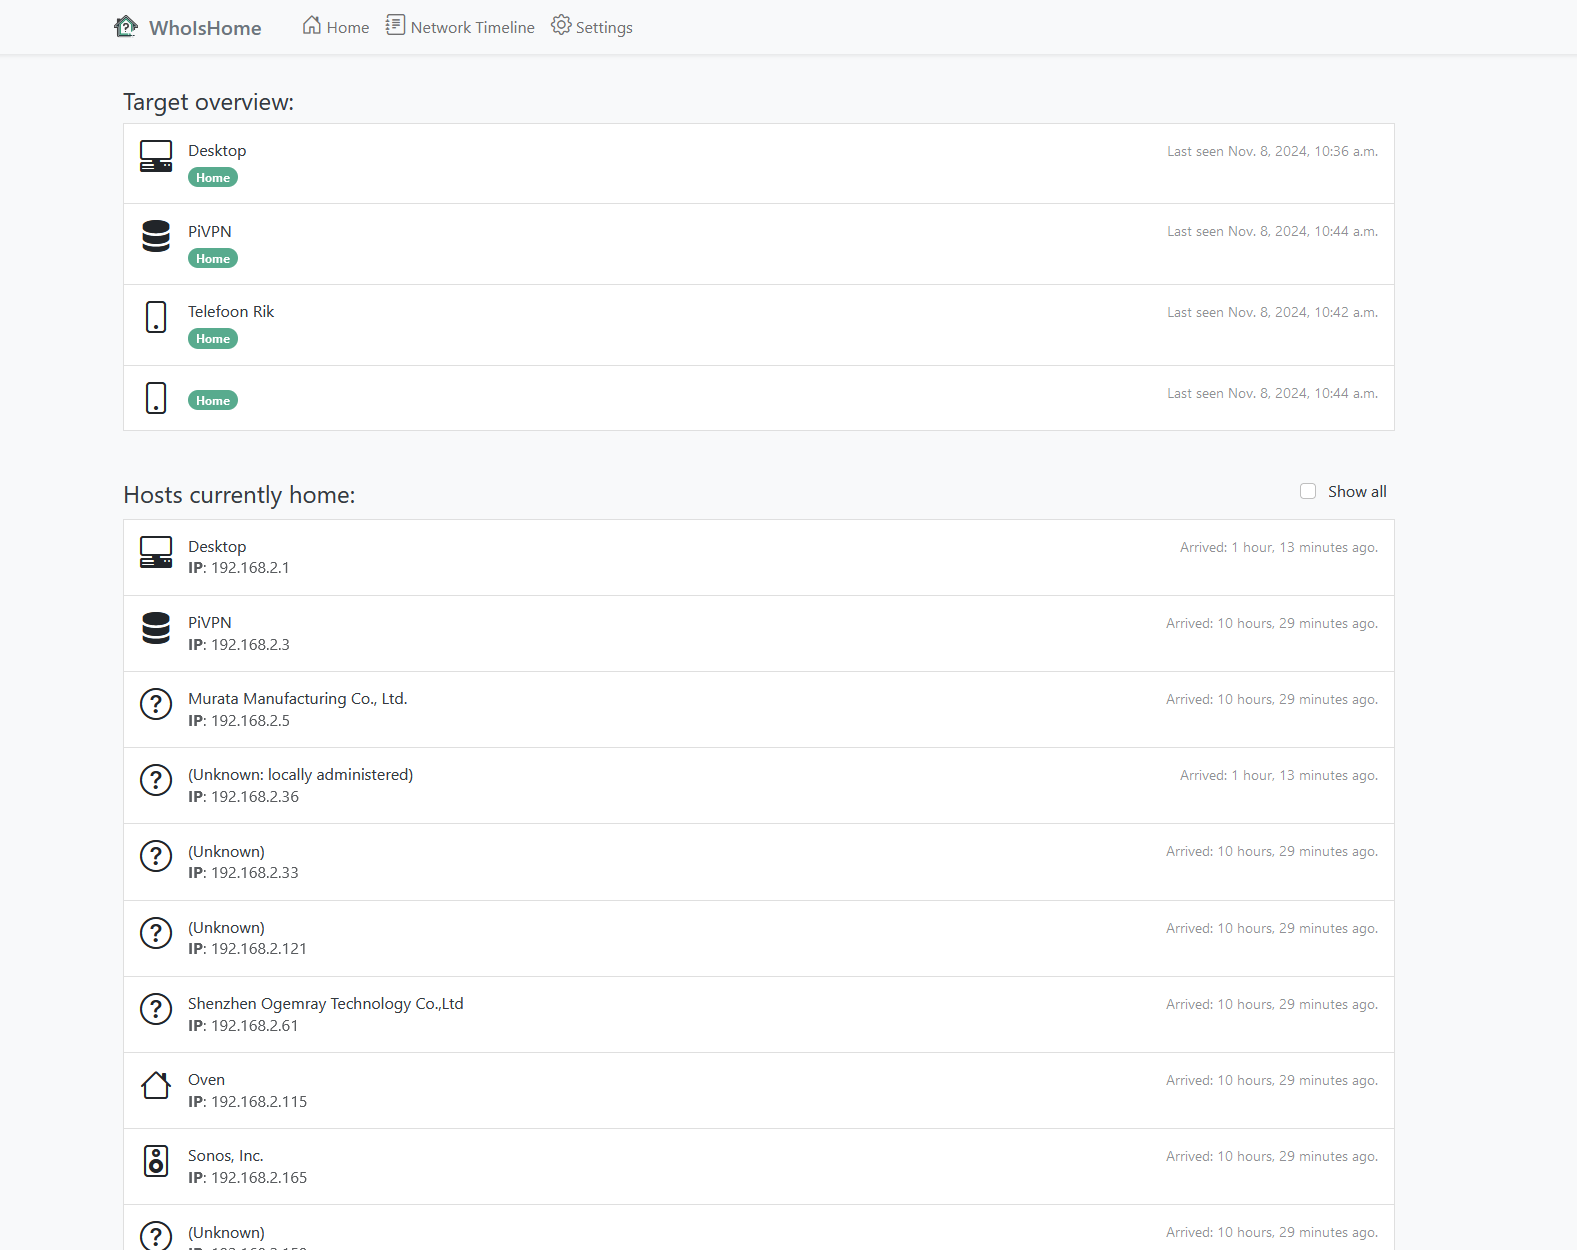 WhoIsHome Home Network Timeline Settings
Target overview:
Desktop Last seen Nov. 8, 2024, 10:36 a.m.
Home
PiVPN Last seen Nov. 8, 2024, 10:44 a.m.
Home
Telefoon Rik Last seen Nov. 8, 2024, 10:42 a.m.
Home
Home Last seen Nov. 8, 2024, 10:44 a.m.
Hosts currently home: Show all
Desktop Arrived: 1 hour, 13 minutes ago.
IP: 192.168.2.1
PiVPN Arrived: 10 hours, 29 minutes ago.
IP: 192.168.2.3
Murata Manufacturing Co., Ltd. Arrived: 10 hours, 29 minutes ago.
IP: 192.168.2.5
(Unknown: locally administered) Arrived: 1 hour, 13 minutes ago.
IP: 192.168.2.36
(Unknown) Arrived: 10 hours, 29 minutes ago.
IP: 192.168.2.33
(Unknown) Arrived: 10 hours, 29 minutes ago.
IP: 192.168.2.121
Shenzhen Ogemray Technology Co.,Ltd Arrived: 10 hours, 29 minutes ago.
IP: 192.168.2.61
Oven Arrived: 10 hours, 29 minutes ago.
IP: 192.168.2.115
Sonos, Inc. Arrived: 10 hours, 29 minutes ago.
IP: 192.168.2.165
(Unknown) Arrived: 10 hours, 29 minutes ago.